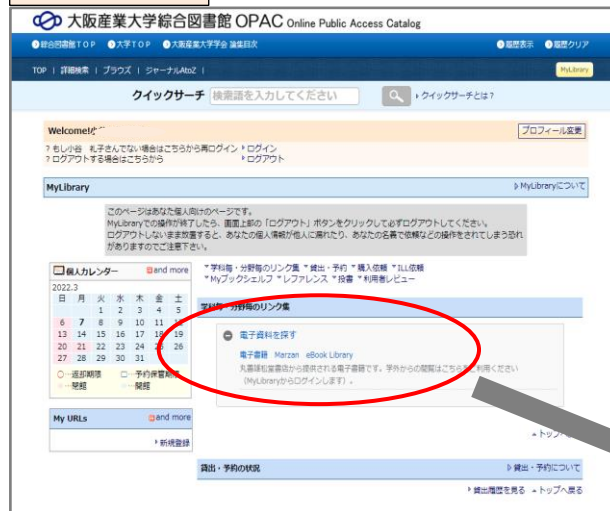 大阪産業大学綜合図書館 OPAC Online Public Access Catalog
綜合図書館TOP 大学TOP 大阪産業大学学会 論集目次 履歴表示 履歴クリア
TOP | 詳細検索 | ブラウズ | ジャーナルAtoZ | MyLibrary
クイックサーチ 検索語を入力してください クイックサーチとは?
Welcome! プロフィール変更
? もし小谷 礼子さんでない場合はこちらから再ログイン ログイン
? ログアウトする場合はこちらから ログアウト
MyLibrary MyLibraryについて
このページはあなた個人向けのページです。
MyLibraryでの操作が終了したら、画面上部の「ログアウト」ボタンをクリックして必ずログアウトしてください。
ログアウトしないまま放置すると、あなたの個人情報が他人に漏れたり、あなたの名義で依頼などの操作をされてしまう恐れ
がありますのでご注意下さい。
個人カレンダー and more
2022.3
日 月 火 水 木 金 土
1 2 3 4 5
6 7 8 9 10 11 12
13 14 15 16 17 18 19
20 21 22 23 24 25 26
27 28 29 30 31
○…返却期限 □…予約保管期限
…閉館 …開館
My URLs and more
新規登録
学科毎・分野毎のリンク集 貸出・予約 購入依頼 ILL依頼
Myブックシェルフ レファレンス 投書 利用者レビュー
学科毎・分野毎のリンク集
電子資料を探す
電子書籍 Maruzen eBook Library
丸善雄松堂書店から提供される電子書籍です。学外からの閲覧はこちらをご利用ください
（MyLibraryからログインします）。
トップへ
貸出・予約の状況 貸出・予約について
貸出履歴を見る トップへ戻る